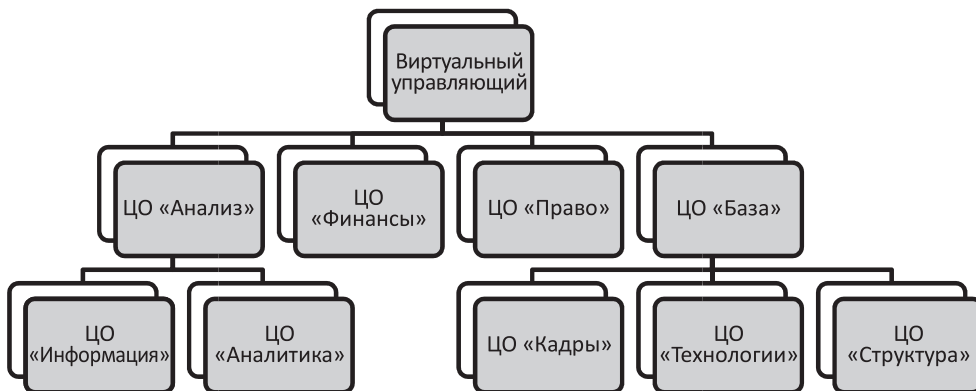 Виртуальный
управляющий
ЦО «Анализ»
ЦО
«Финансы»
ЦО «Право»
ЦО «База»
ЦО
«Информация»
ЦО
«Аналитика»
ЦО «Кадры»
ЦО
«Технологии»
ЦО
«Структура»